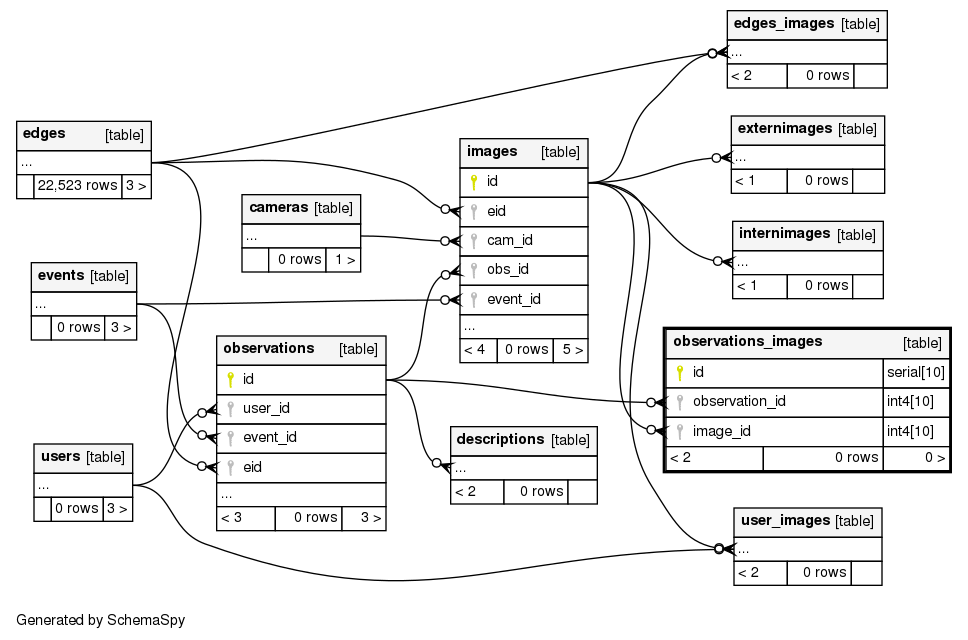 edges_images [table]
...
< 2 0 rows
edges [table]
...
22,523 rows 3 >
externimages [table]
...
< 1 0 rows
images [table]
id
eid
cam_id
obs_id
event_id
...
< 4 0 rows 5 >
cameras [table]
...
0 rows 1 >
internimages [table]
...
< 1 0 rows
events [table]
...
0 rows 3 >
observations [table]
id
user_id
event_id
eid
...
< 3 0 rows 3 >
observations_images [table]
id serial[10]
observation_id int4[10]
image_id int4[10]
< 2 0 rows 0 >
users [table]
...
0 rows 3 >
descriptions [table]
...
< 2 0 rows
user_images [table]
...
< 2 0 rows
Generated by SchemaSpy